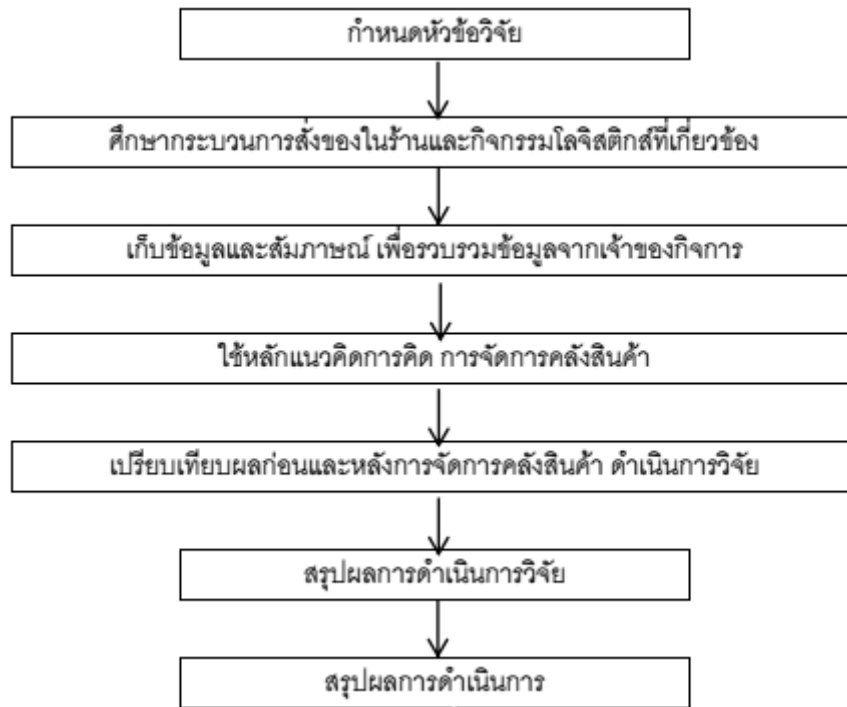 กำหนดหัวข้อวิจัย
ศึกษากระบวนการสั่งของในร้านและกิจกรรมโลจิสติกส์ที่เกี่ยวข้อง
เก็บข้อมูลและสัมภาษณ์ เพื่อรวบรวมข้อมูลจากเจ้าของกิจการ
ใช้หลักแนวคิดการคิด การจัดการคลังสินค้า
เปรียบเทียบผลก่อนและหลังการจัดการคลังสินค้า ดำเนินการวิจัย
สรุปผลการดำเนินการวิจัย
สรุปผลการดำเนินการ